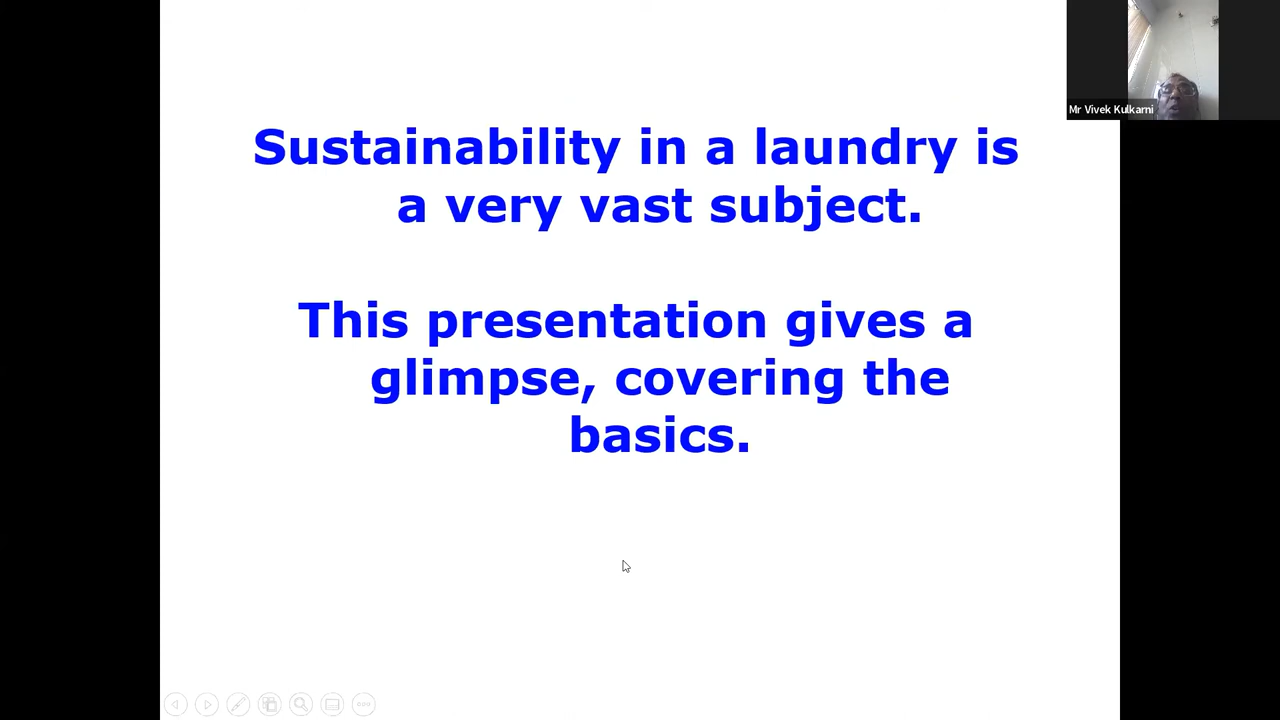 Mr Vivek Kulkarni
Sustainability in a laundry is
a very vast subject.
This presentation gives a
glimpse, covering the
basics.